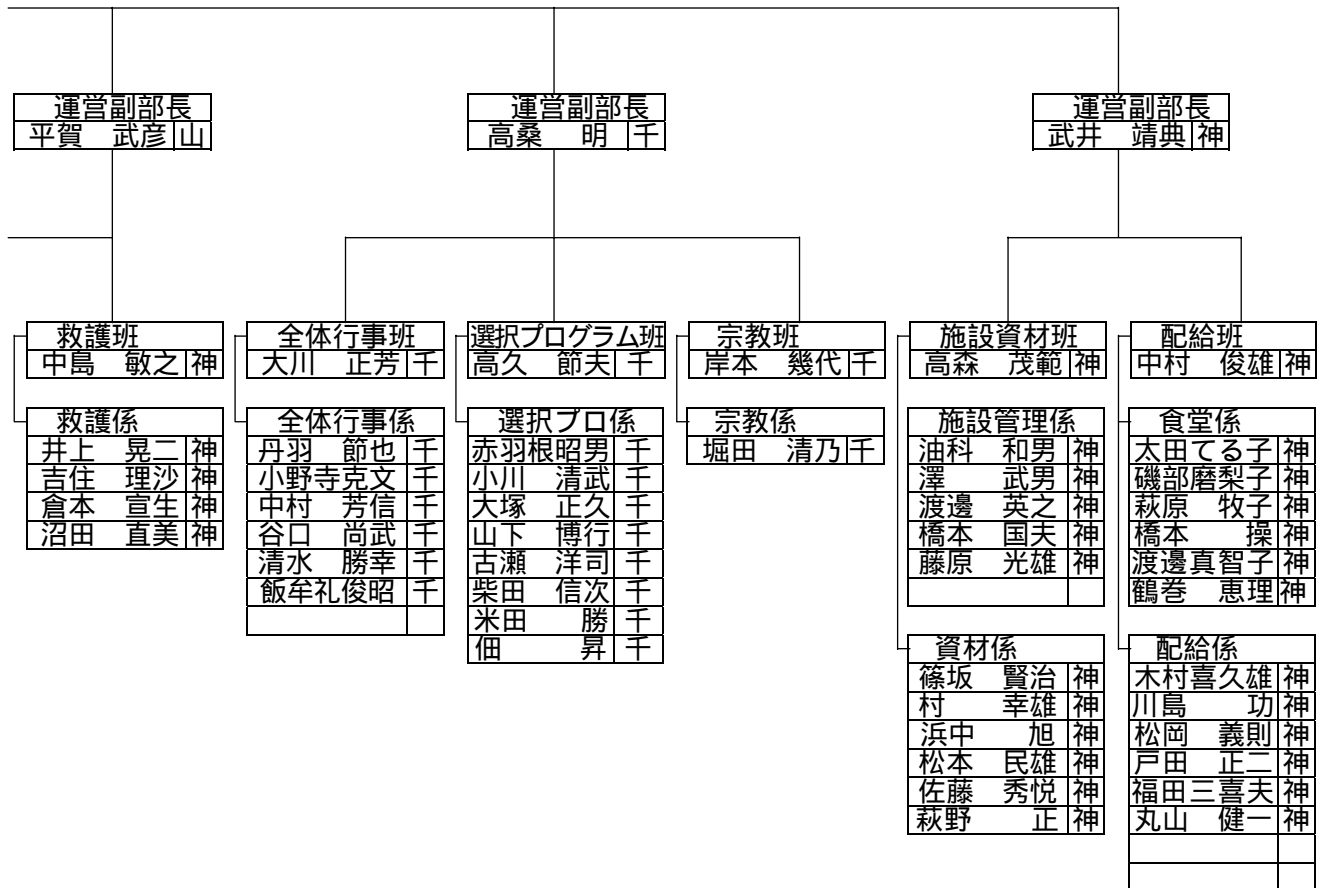 運営副部長
平賀　武彦 山
運営副部長
高桑　明 千
運営副部長
武井　靖典 神
救護班
中島　敏之 神
救護係
井上　晃二 神
吉住　理沙 神
倉本　宣生 神
沼田　直美 神
全体行事班
大川　正芳 千
全体行事係
丹羽　節也 千
小野寺克文 千
中村　芳信 千
谷口　尚武 千
清水　勝幸 千
飯牟礼俊昭 千
選択プログラム班
高久　節夫 千
選択プロ係
赤羽根昭男 千
小川　清武 千
大塚　正久 千
山下　博行 千
古瀬　洋司 千
柴田　信次 千
米田　勝 千
佃　昇 千
宗教班
岸本　幾代 千
宗教係
堀田　清乃 千
施設資材班
高森　茂範 神
施設管理係
油科　和男 神
澤　武男 神
渡邊　英之 神
橋本　国夫 神
藤原　光雄 神
資材係
篠坂　賢治 神
村　幸雄 神
浜中　旭 神
松本　民雄 神
佐藤　秀悦 神
萩野　正 神
配給班
中村　俊雄 神
食堂係
太田てる子 神
磯部磨梨子 神
萩原　牧子 神
橋本　操 神
渡邊真智子 神
鶴巻　恵理 神
配給係
木村喜久雄 神
川島　功 神
松岡　義則 神
戸田　正二 神
福田三喜夫 神
丸山　健一 神